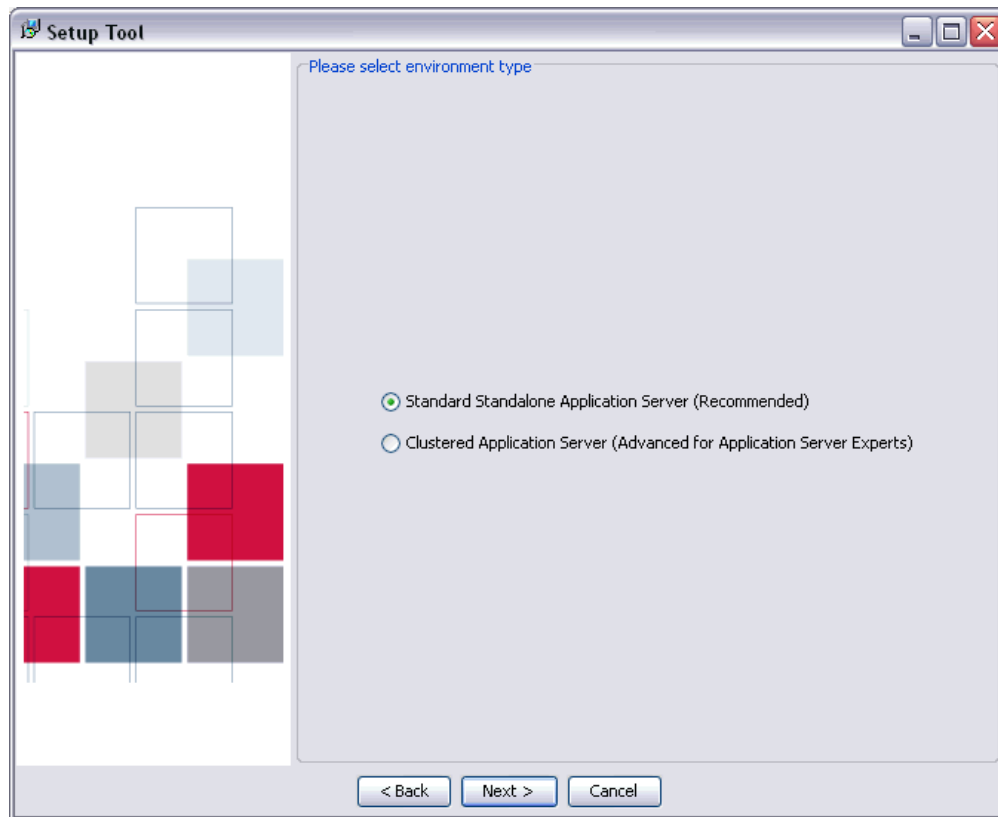 Setup Tool
Please select environment type
Standard Standalone Application Server (Recommended)
Clustered Application Server (Advanced for Application Server Experts)
< Back
Next >
Cancel